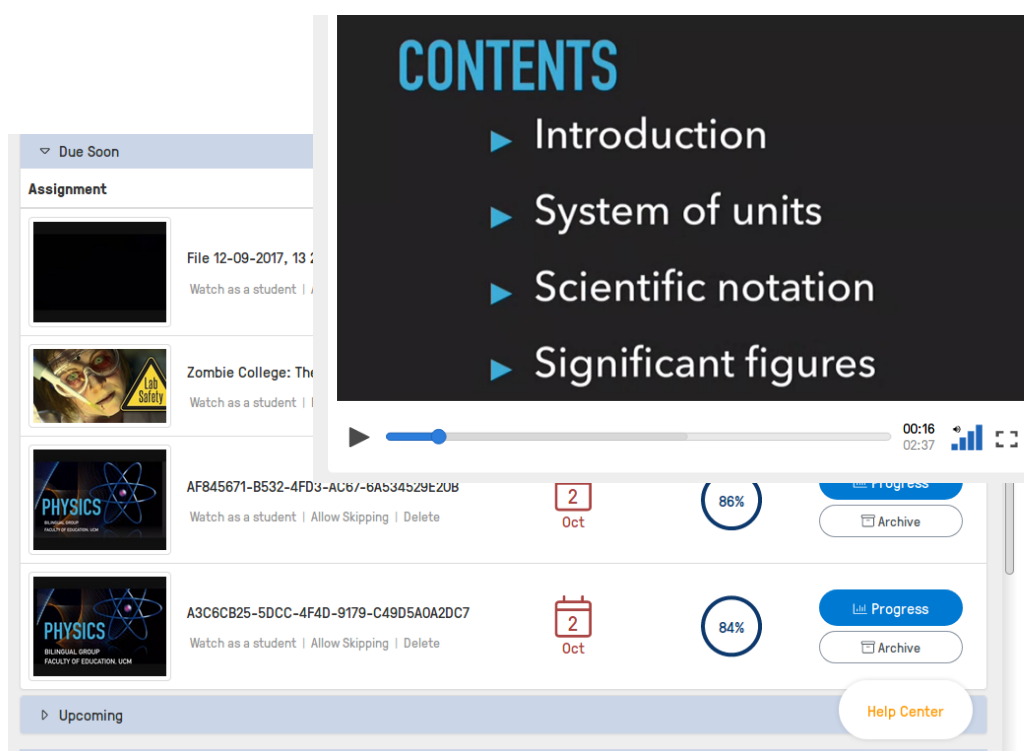 CONTENTS
Introduction
System of units
Scientific notation
Significant figures
00:16
02:37
Due Soon
Assignment
File 12-09-2017, 13
Watch as a student |
Lab
Safety
Zombie College: The
Watch as a student |
PHYSICS
BILINGUAL GROUP
FACULTY OF EDUCATION. UCM
AF845671-B532-4FD3-AC67-6A534529E20B
Watch as a student | Allow Skipping | Delete
2
Oct
86%
Progress
Archive
PHYSICS
BILINGUAL GROUP
FACULTY OF EDUCATION. UCM
A3C6CB25-5DCC-4F4D-9179-C49D5A0A2DC7
Watch as a student | Allow Skipping | Delete
2
Oct
84%
Progress
Archive
Upcoming
Help Center